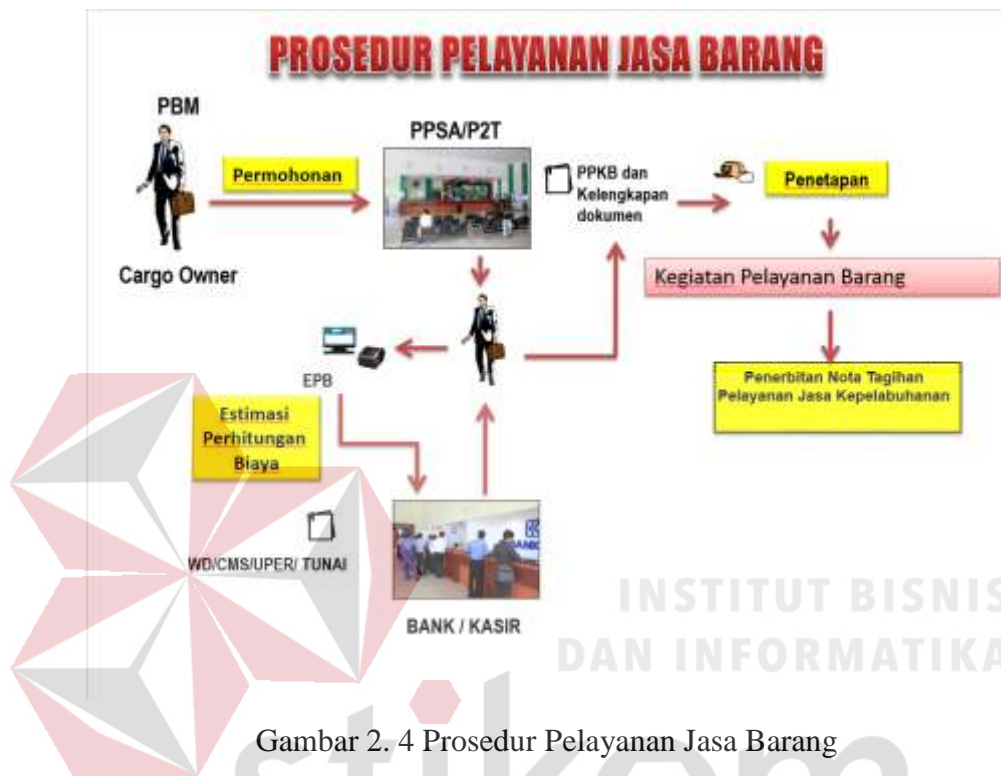 PROSEDUR PELAYANAN JASA BARANG
PBM
Cargo Owner
Permohonan
PPSA/P2T
PPKB dan
Kelengkapan
dokumen
Penetapan
Kegiatan Pelayanan Barang
Penerbitan Nota Tagihan
Pelayanan Jasa Kepelabuhanan
EPB
Estimasi
Perhitungan
Biaya
WD/CMS/UPER/ TUNAI
BANK
BANK / KASIR
INSTITUT BISNIS
DAN INFORMATIKA
stikom
Gambar 2. 4 Prosedur Pelayanan Jasa Barang